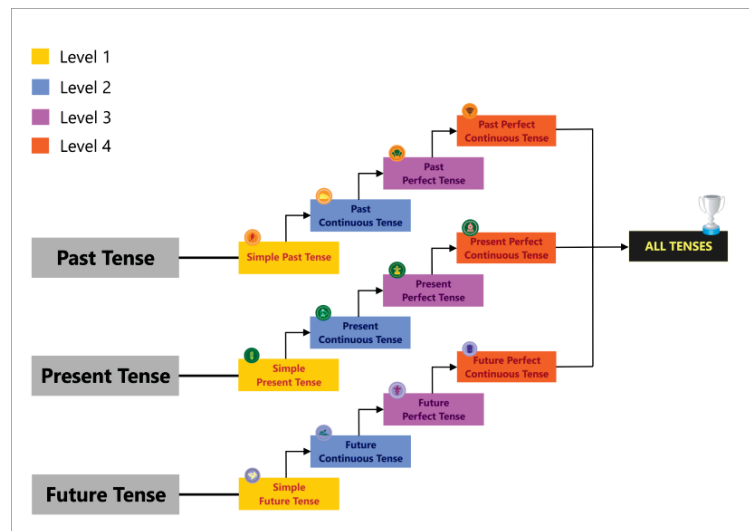 Level 1
Level 2
Level 3
Level 4
Past Perfect
Continuous Tense
Past
Perfect Tense
Past
Continuous Tense
Past Tense
Simple Past Tense
ALL TENSES
Present Perfect
Continuous Tense
Present
Perfect Tense
Present
Continuous Tense
Present Tense
Simple
Present Tense
Future Perfect
Continuous Tense
Future
Perfect Tense
Future
Continuous Tense
Future Tense
Simple
Future Tense